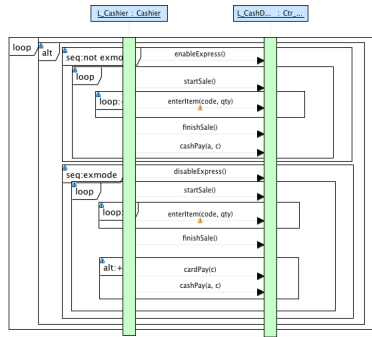 L_Cashier : Cashier
L_CashD... : Ctr_...
loop
alt
seq:not exmo
enableExpress()
loop
startSale()
loop:
enterItem(code, qty)
finishSale()
cashPay(a, c)
seq:exmode
disableExpress()
loop
startSale()
loop:
enterItem(code, qty)
finishSale()
alt:+
cardPay(c)
cashPay(a, c)